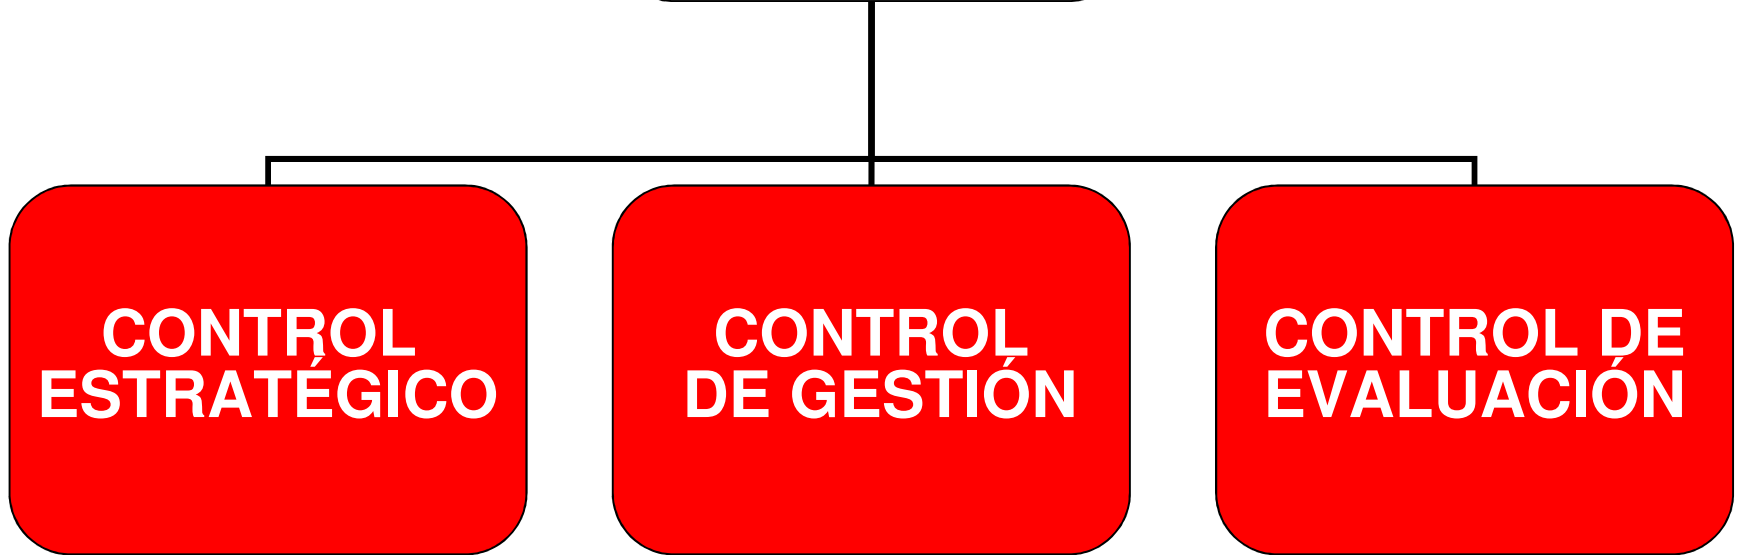 CONTROL
ESTRATÉGICO
CONTROL
DE GESTIÓN
CONTROL DE
EVALUACIÓN